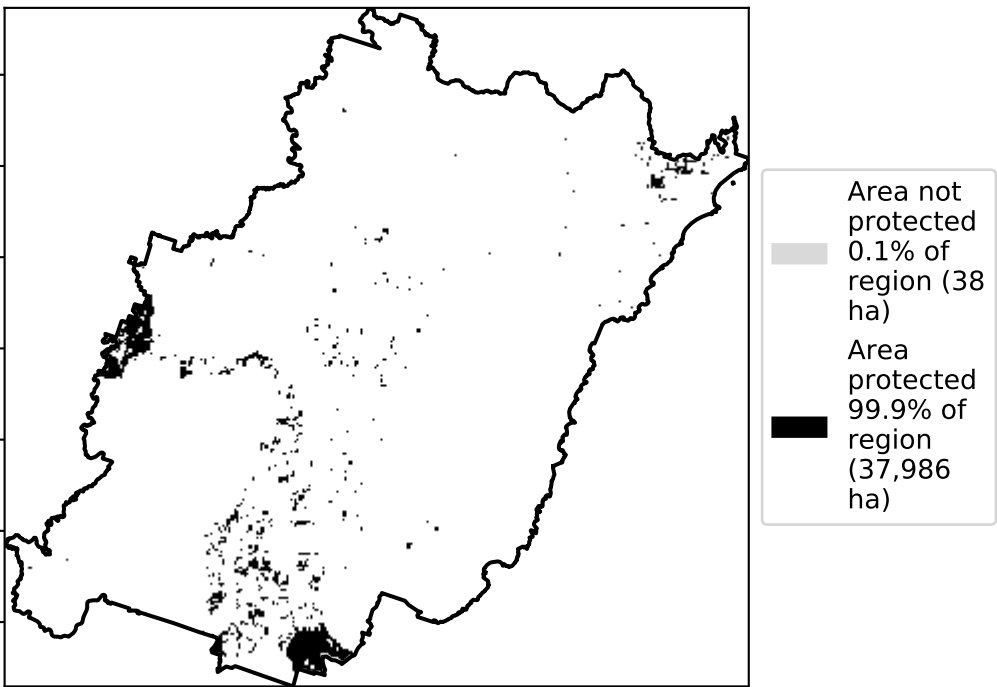 Area not
protected
0.1% of
region (38
ha)
Area
protected
99.9% of
region
(37,986
ha)